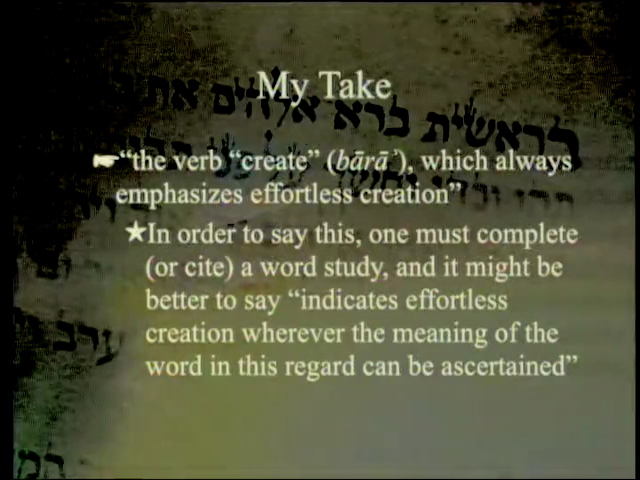 My Take
בראשית ברא אלהים את
☛“the verb “create” (bārāʾ), which always
emphasizes effortless creation”
★In order to say this, one must complete
(or cite) a word study, and it might be
better to say “indicates effortless
creation wherever the meaning of the
word in this regard can be ascertained”
ערב